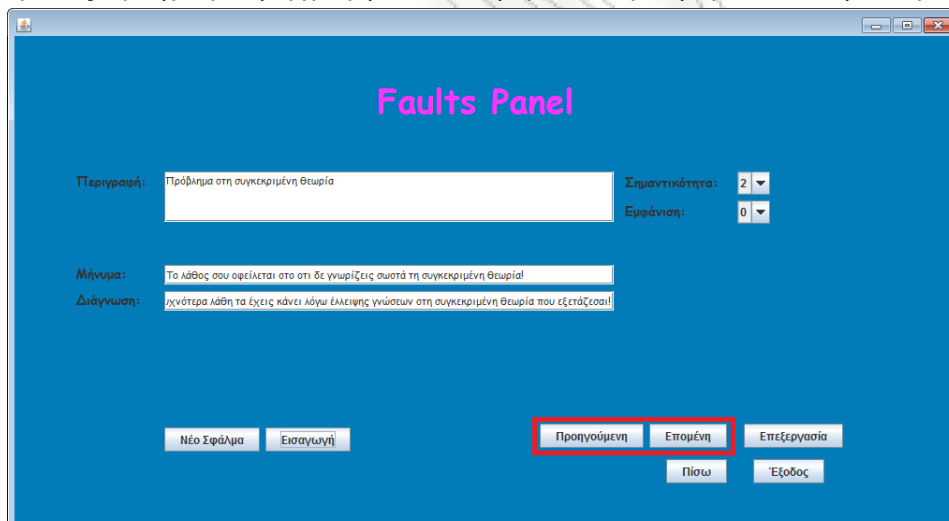 Faults Panel
Περιγραφή: Πρόβλημα στη συγκεκριμένη θεωρία Σημαντικότητα: 2
Εμφάνιση: 0
Μήνυμα: Το λάθος σου οφείλεται στο οτι δε γνωρίζεις σωστά τη συγκεκριμένη θεωρία!
Διάγνωση: υχνότερα λάθη τα έχεις κάνει λόγω έλλειψης γνώσεων στη συγκεκριμένη θεωρία που εξετάζεσαι!
Νέο Σφάλμα Εισαγωγή Προηγούμενη Επομένη Επεξεργασία
Πίσω Έξοδος